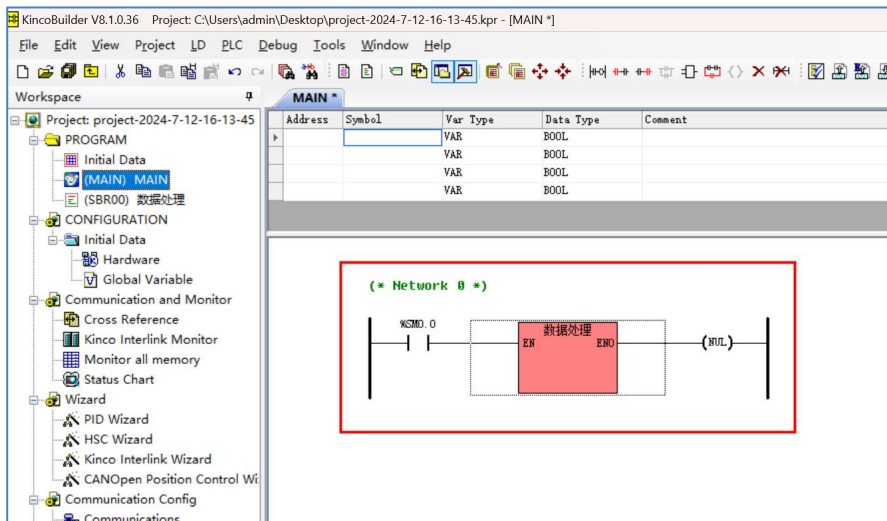 KincoBuilder V8.1.0.36 Project: C:\Users\admin\Desktop\project-2024-7-12-16-13-45.kpr - [MAIN *]
File Edit View Project LD PLC Debug Tools Window Help
Workspace
MAIN *
Address Symbol Var Type Data Type Comment
VAR BOOL
VAR BOOL
VAR BOOL
VAR BOOL
Project: project-2024-7-12-16-13-45
PROGRAM
Initial Data
(MAIN) MAIN
(SBR00) 数据处理
CONFIGURATION
Initial Data
Hardware
Global Variable
Communication and Monitor
Cross Reference
Kinco Interlink Monitor
Monitor all memory
Status Chart
Wizard
PID Wizard
HSC Wizard
Kinco Interlink Wizard
CANOpen Position Control Wi
Communication Config
Communications
(* Network 0 *)
%SM0.0
数据处理
EN ENO
(NUL)